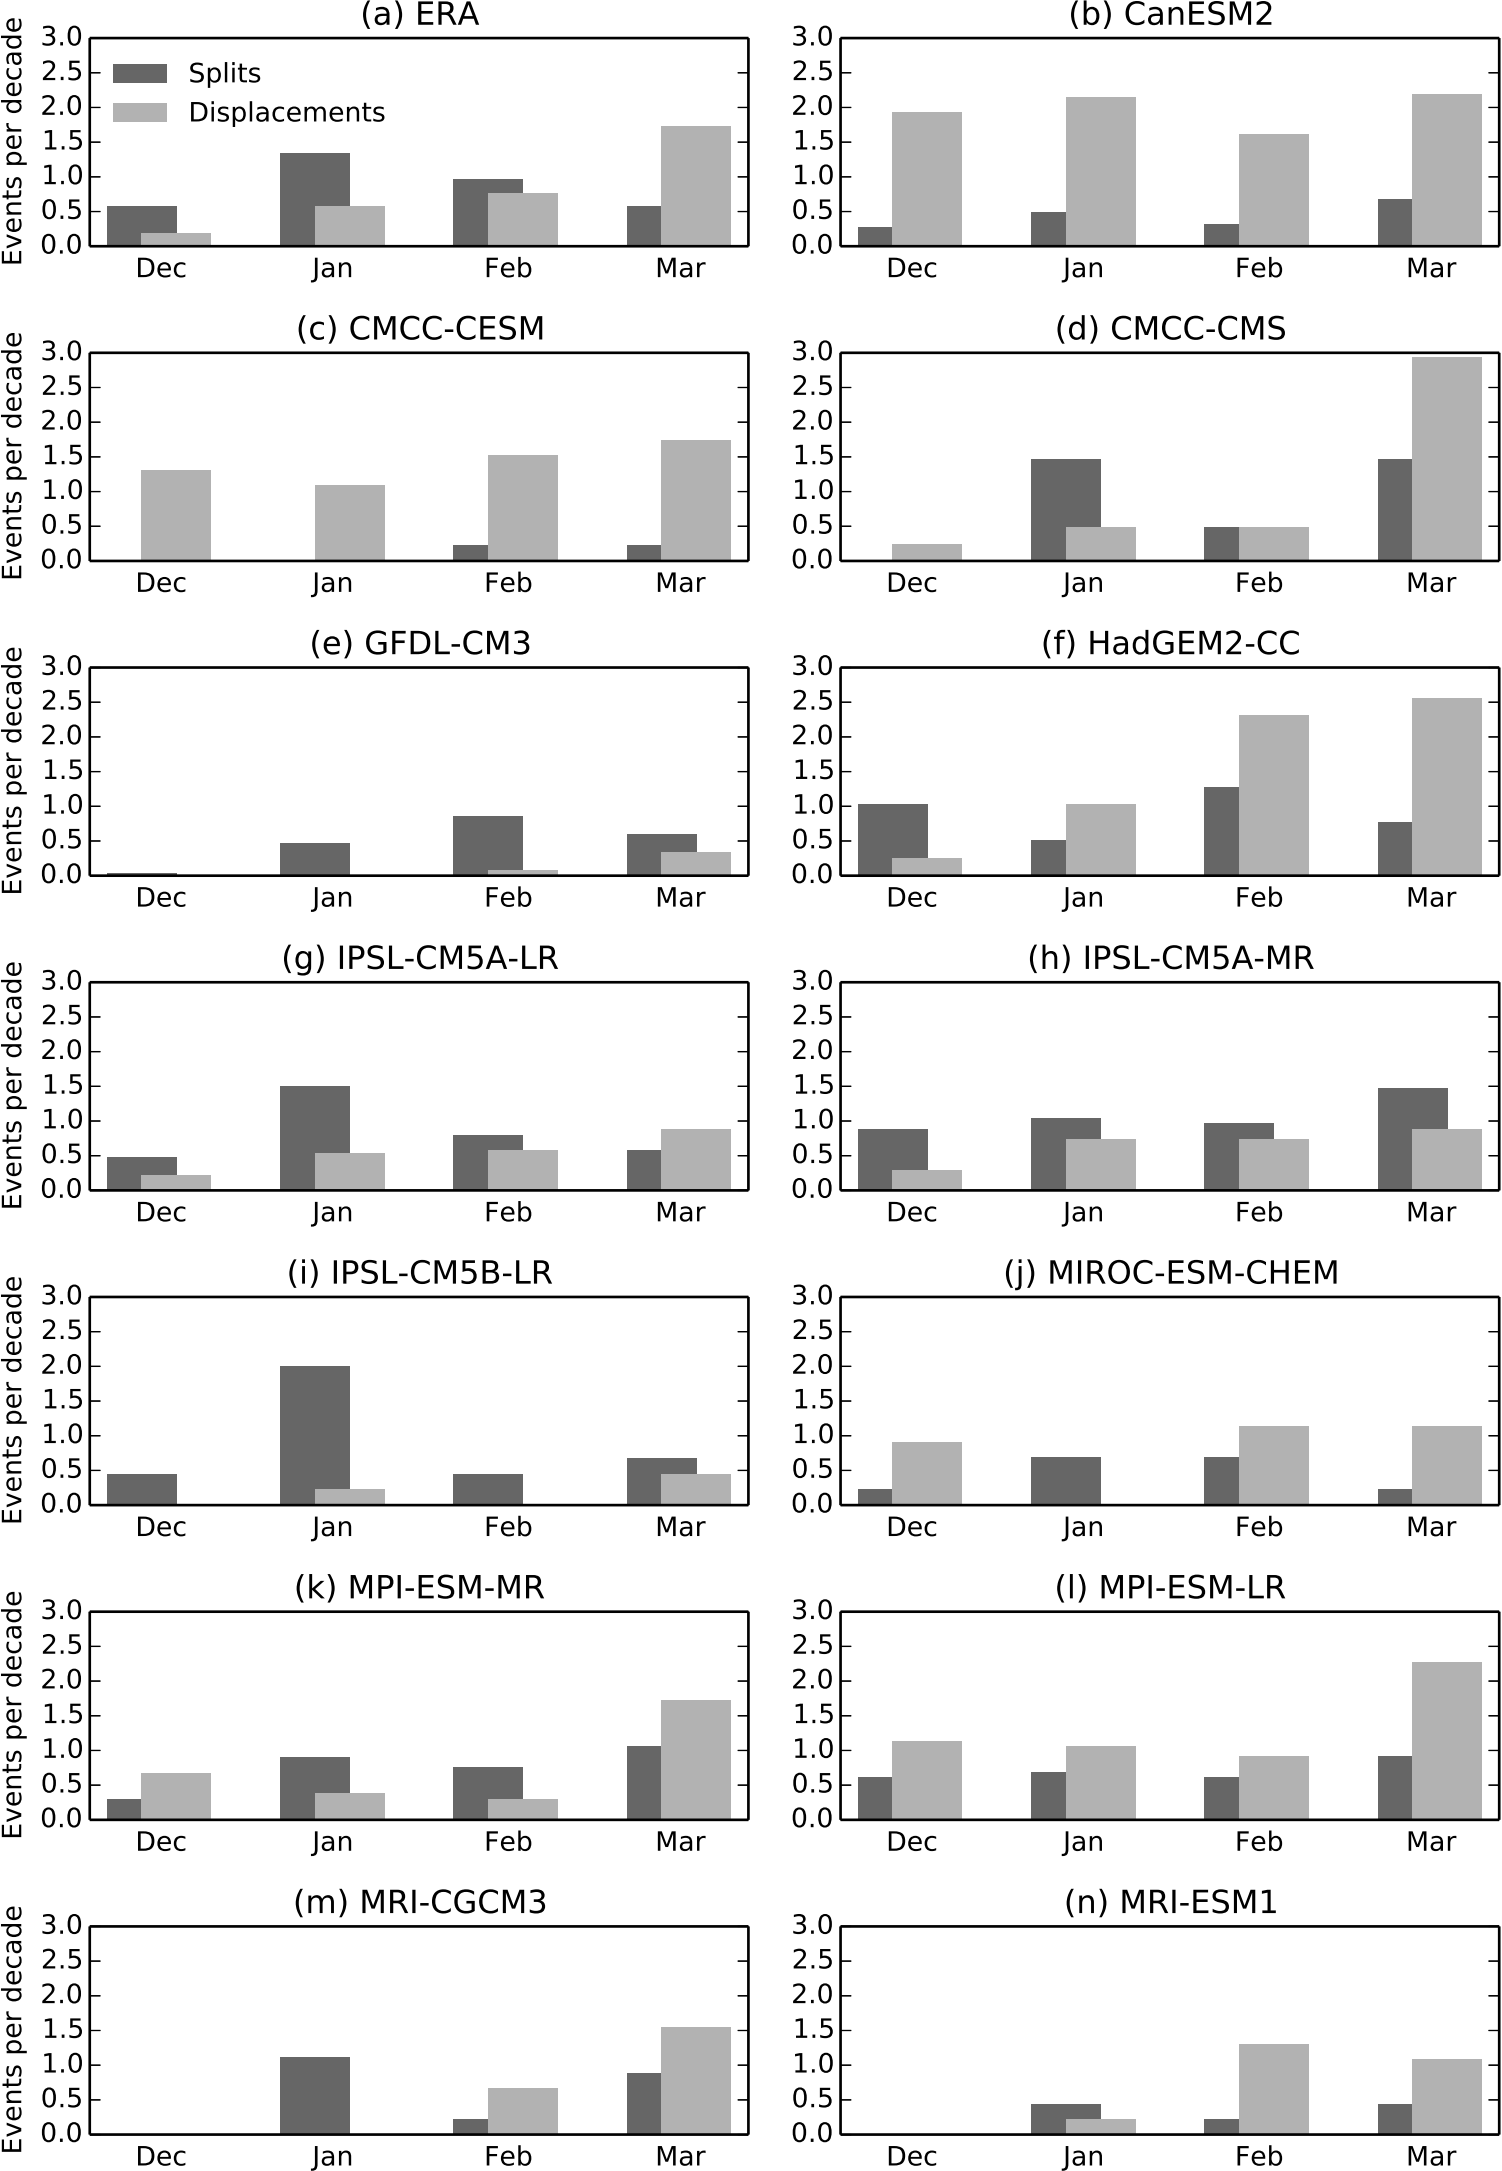 (a) ERA
Events per decade
3.0
2.5
2.0
1.5
1.0
0.5
0.0
Splits
Displacements
Dec Jan Feb Mar
(b) CanESM2
3.0
2.5
2.0
1.5
1.0
0.5
0.0
Dec Jan Feb Mar
(c) CMCC-CESM
Events per decade
3.0
2.5
2.0
1.5
1.0
0.5
0.0
Dec Jan Feb Mar
(d) CMCC-CMS
3.0
2.5
2.0
1.5
1.0
0.5
0.0
Dec Jan Feb Mar
(e) GFDL-CM3
Events per decade
3.0
2.5
2.0
1.5
1.0
0.5
0.0
Dec Jan Feb Mar
(f) HadGEM2-CC
3.0
2.5
2.0
1.5
1.0
0.5
0.0
Dec Jan Feb Mar
(g) IPSL-CM5A-LR
Events per decade
3.0
2.5
2.0
1.5
1.0
0.5
0.0
Dec Jan Feb Mar
(h) IPSL-CM5A-MR
3.0
2.5
2.0
1.5
1.0
0.5
0.0
Dec Jan Feb Mar
(i) IPSL-CM5B-LR
Events per decade
3.0
2.5
2.0
1.5
1.0
0.5
0.0
Dec Jan Feb Mar
(j) MIROC-ESM-CHEM
3.0
2.5
2.0
1.5
1.0
0.5
0.0
Dec Jan Feb Mar
(k) MPI-ESM-MR
Events per decade
3.0
2.5
2.0
1.5
1.0
0.5
0.0
Dec Jan Feb Mar
(l) MPI-ESM-LR
3.0
2.5
2.0
1.5
1.0
0.5
0.0
Dec Jan Feb Mar
(m) MRI-CGCM3
Events per decade
3.0
2.5
2.0
1.5
1.0
0.5
0.0
Dec Jan Feb Mar
(n) MRI-ESM1
3.0
2.5
2.0
1.5
1.0
0.5
0.0
Dec Jan Feb Mar